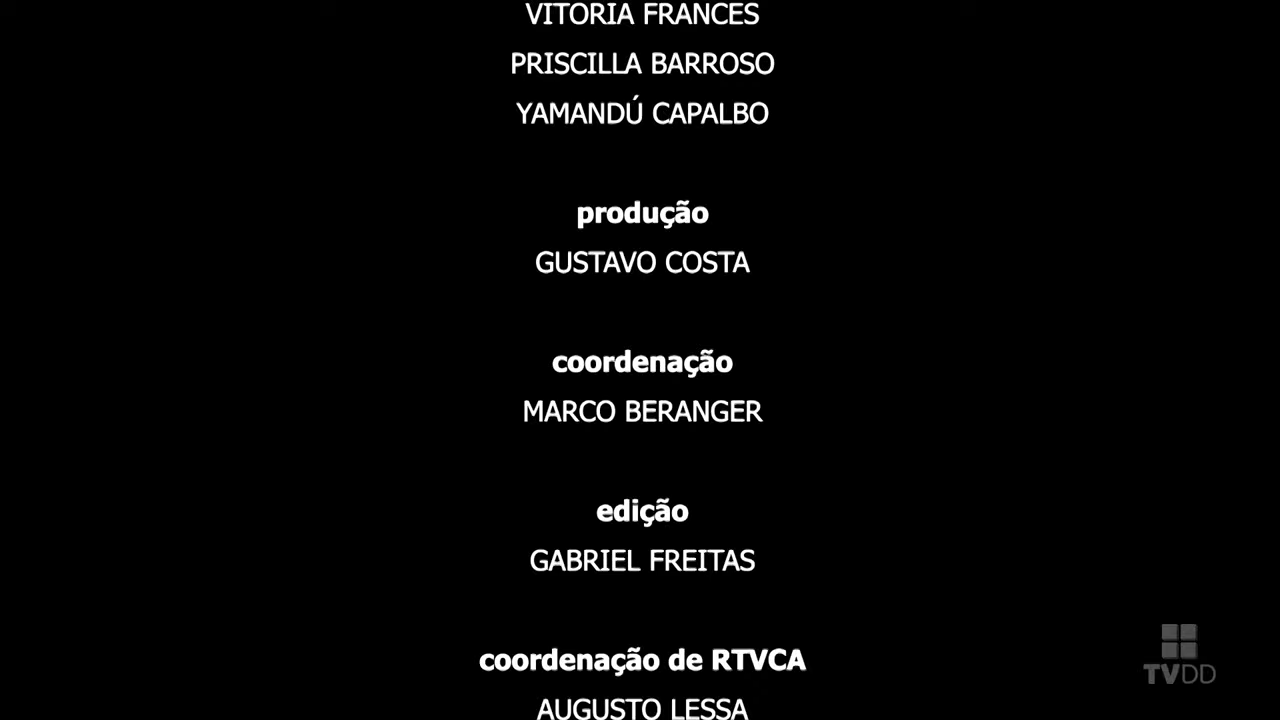 VITORIA FRANCES
PRISCILLA BARROSO
YAMANDÚ CAPALBO
produção
GUSTAVO COSTA
coordenação
MARCO BERANGER
edição
GABRIEL FREITAS
coordenação de RTVCA
AUGUSTO LESSA
TVDD